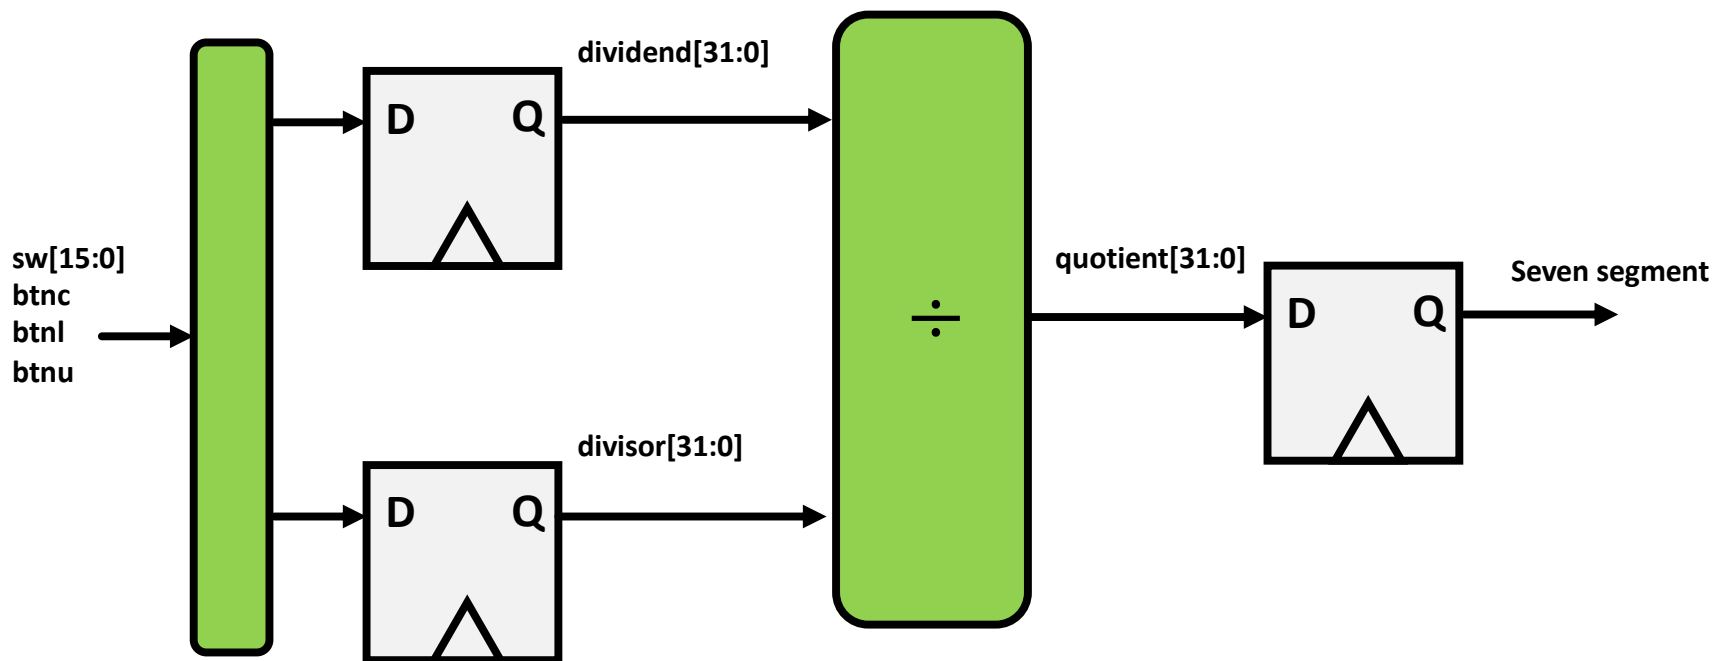 dividend[31:0]
D Q
sw[15:0]
btnc
btnl
btnu
quotient[31:0]
Seven segment
÷
D Q
divisor[31:0]
D Q